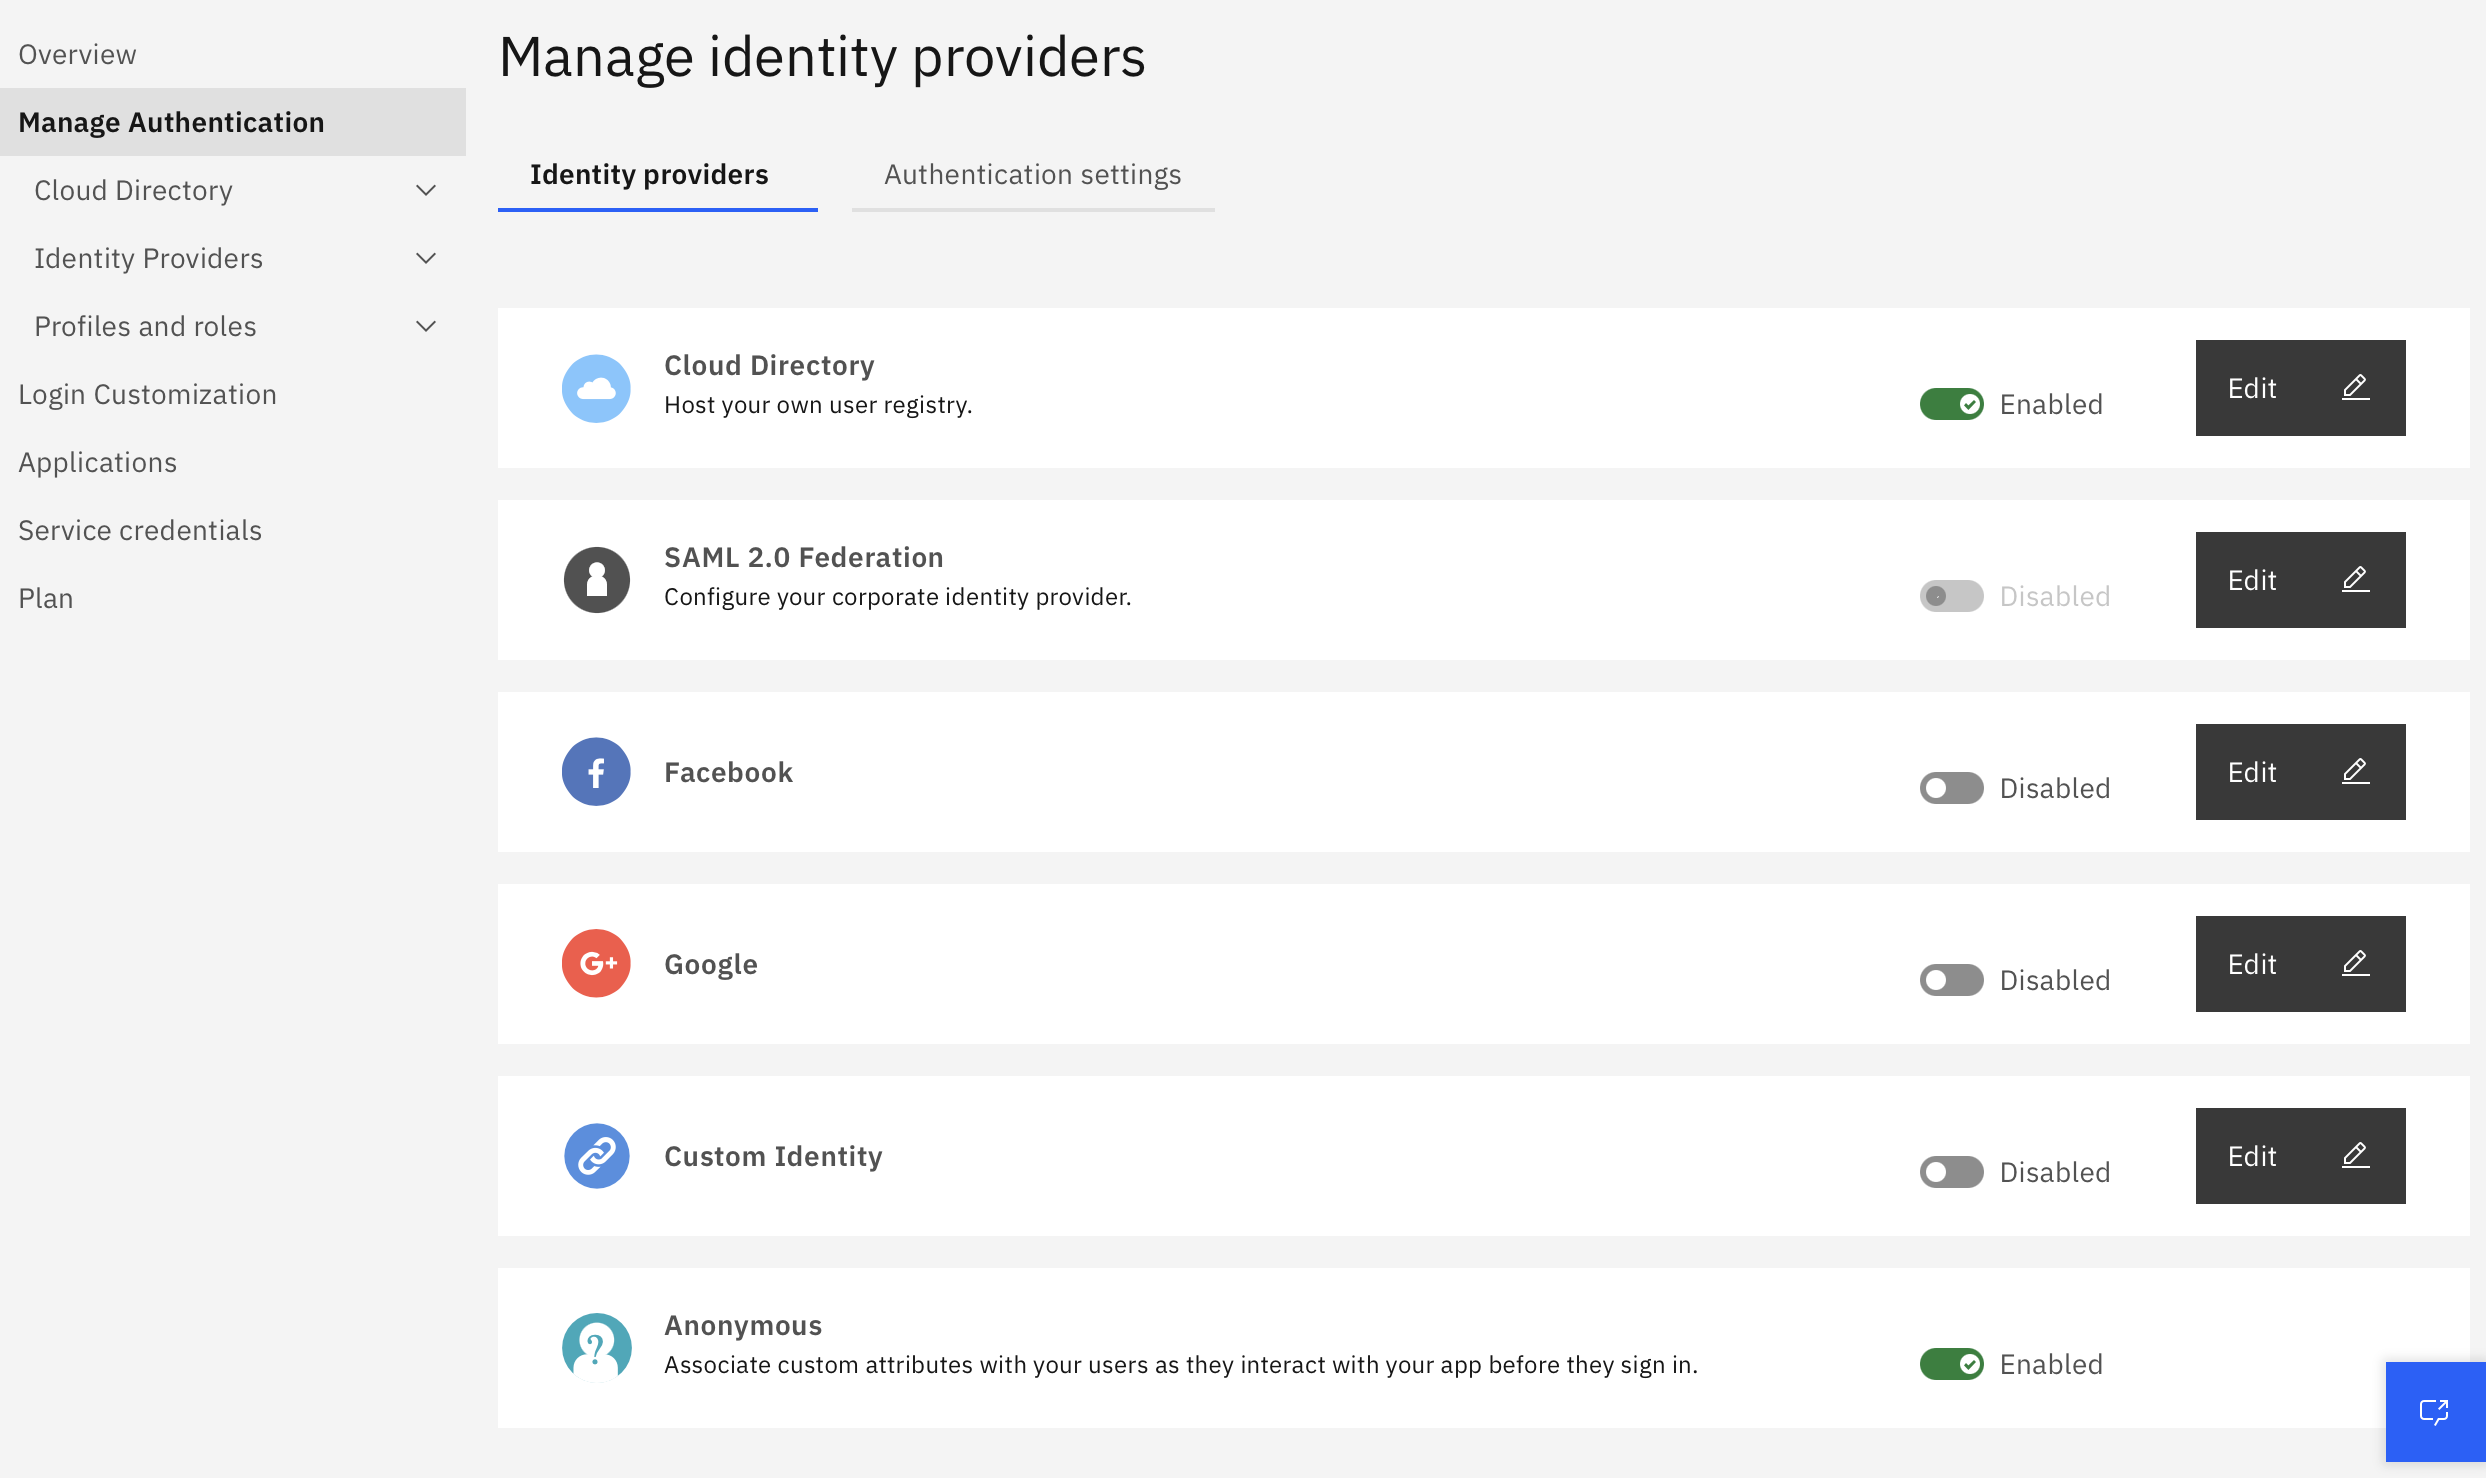 Overview
Manage Authentication
Cloud Directory
Identity Providers
Profiles and roles
Login Customization
Applications
Service credentials
Plan
Manage identity providers
Identity providers
Authentication settings
Cloud Directory
Host your own user registry.
Enabled
Edit
SAML 2.0 Federation
Configure your corporate identity provider.
Disabled
Edit
f
Facebook
Disabled
Edit
G+
Google
Disabled
Edit
Custom Identity
Disabled
Edit
?
Anonymous
Associate custom attributes with your users as they interact with your app before they sign in.
Enabled